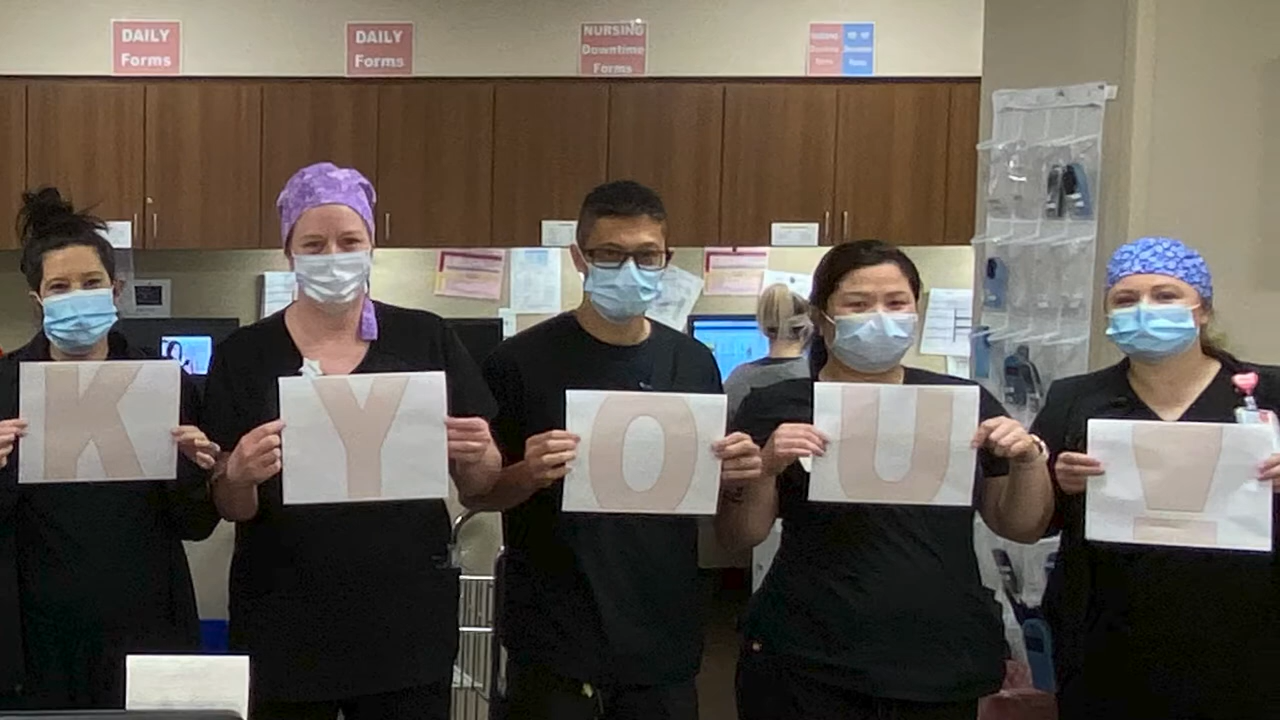 DAILY
Forms
DAILY
Forms
NURSING
Downtime
Forms
K Y O U !